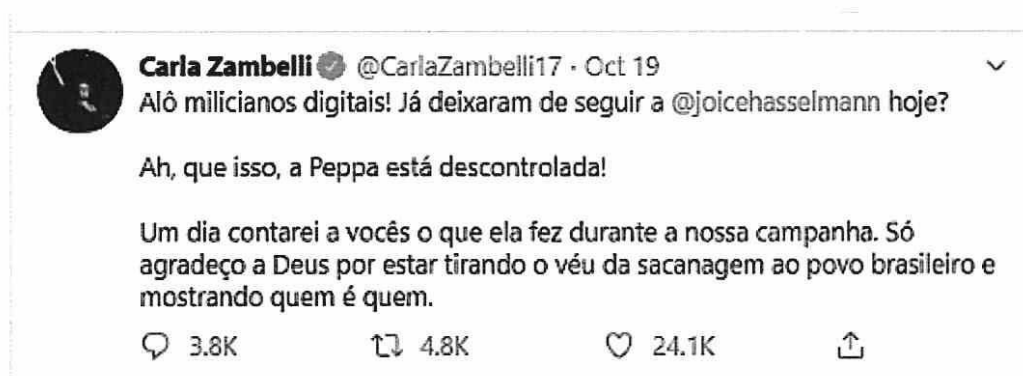 Carla Zambelli @CarlaZambelli17 · Oct 19
Alô milicianos digitais! Já deixaram de seguir a @joicehasselmann hoje?
Ah, que isso, a Peppa está descontrolada!
Um dia contarei a vocês o que ela fez durante a nossa campanha. Só
agradeço a Deus por estar tirando o véu da sacanagem ao povo brasileiro e
mostrando quem é quem.
3.8K 4.8K 24.1K